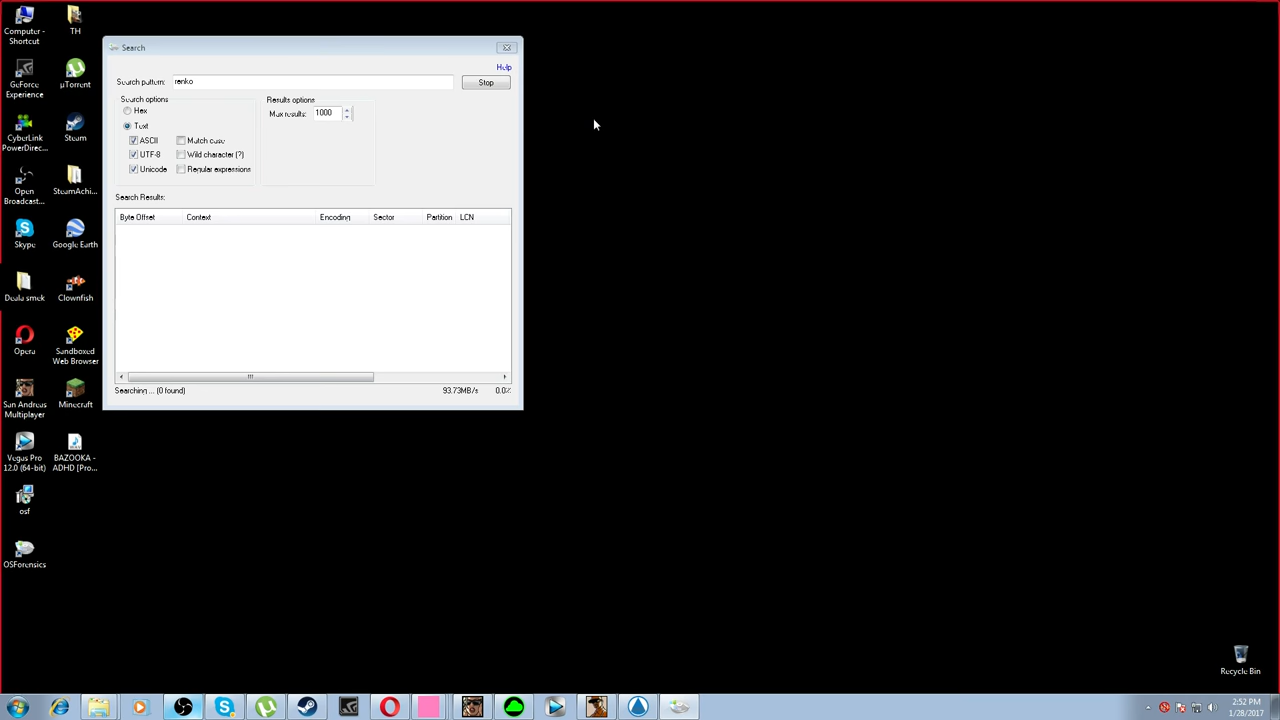 Computer -
Shortcut
TH
GeForce
Experience
µTorrent
CyberLink
PowerDirec...
Steam
Open
Broadcast...
SteamAchi...
Skype
Google Earth
Deala smek
Clownfish
Opera
Sandboxed
Web Browser
San Andreas
Multiplayer
Minecraft
Vegas Pro
12.0 (64-bit)
BAZOOKA -
ADHD [Pro...
osf
OSForensics
Search
Help
Search pattern: renko Stop
Search options
Hex
Text
ASCII Match case
UTF-8 Wild character (?)
Unicode Regular expressions
Results options
Max results: 1000
Search Results:
Byte Offset Context Encoding Sector Partition LCN
Searching ... (0 found) 93.73MB/s 0.0%
Recycle Bin
2:52 PM
1/28/2017